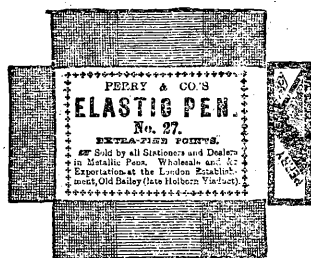 PERRY & CO.'S
ELASTIC PEN.
No. 27.
EXTRA-FINE POINTS.
☞ Sold by all Stationers and Dealers
in Metallic Pens. Wholesale and for
Exportation at the London Establish-
ment, Old Bailey (late Holborn Viaduct).
PERRY